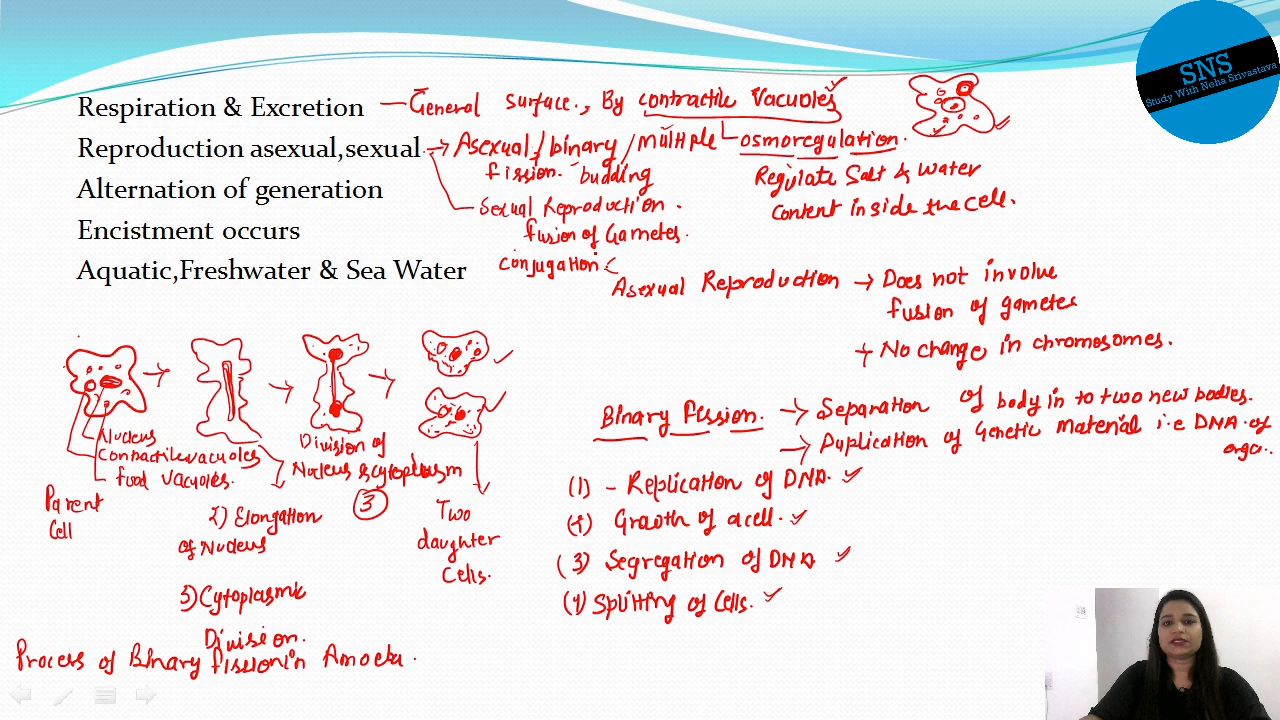 SNS
Study With Neha Srivastava
Respiration & Excretion – General surface., By contractile Vacuoles
Reproduction asexual,sexual → Asexual / binary / multiple osmoregulation.
fission. budding
Regulate Salt & Water
Content inside the cell.
Alternation of generation
Sexual Reproduction.
fusion of Gametes.
Encistment occurs
conjugation
Aquatic,Freshwater & Sea Water
Asexual Reproduction → Does not involve
fusion of gametes
→ No change in chromosomes.
Binary Fission. → Separation of body in to two new bodies.
→ Duplication of Genetic Material i.e DNA of
orga..
(1) – Replication of DNA.
Growth of a cell.
(3) Segregation of DNA
(4) Splitting of Cells.
Nucleus
Contractile vacuoles
food Vacuoles.
Parent
Cell
2) Elongation
of Nucleus
3) Cytoplasmic
Division.
Division of
Nucleus & cytoplasm
3
Two
daughter
Cells.
Process of Binary fission in Amoeba.